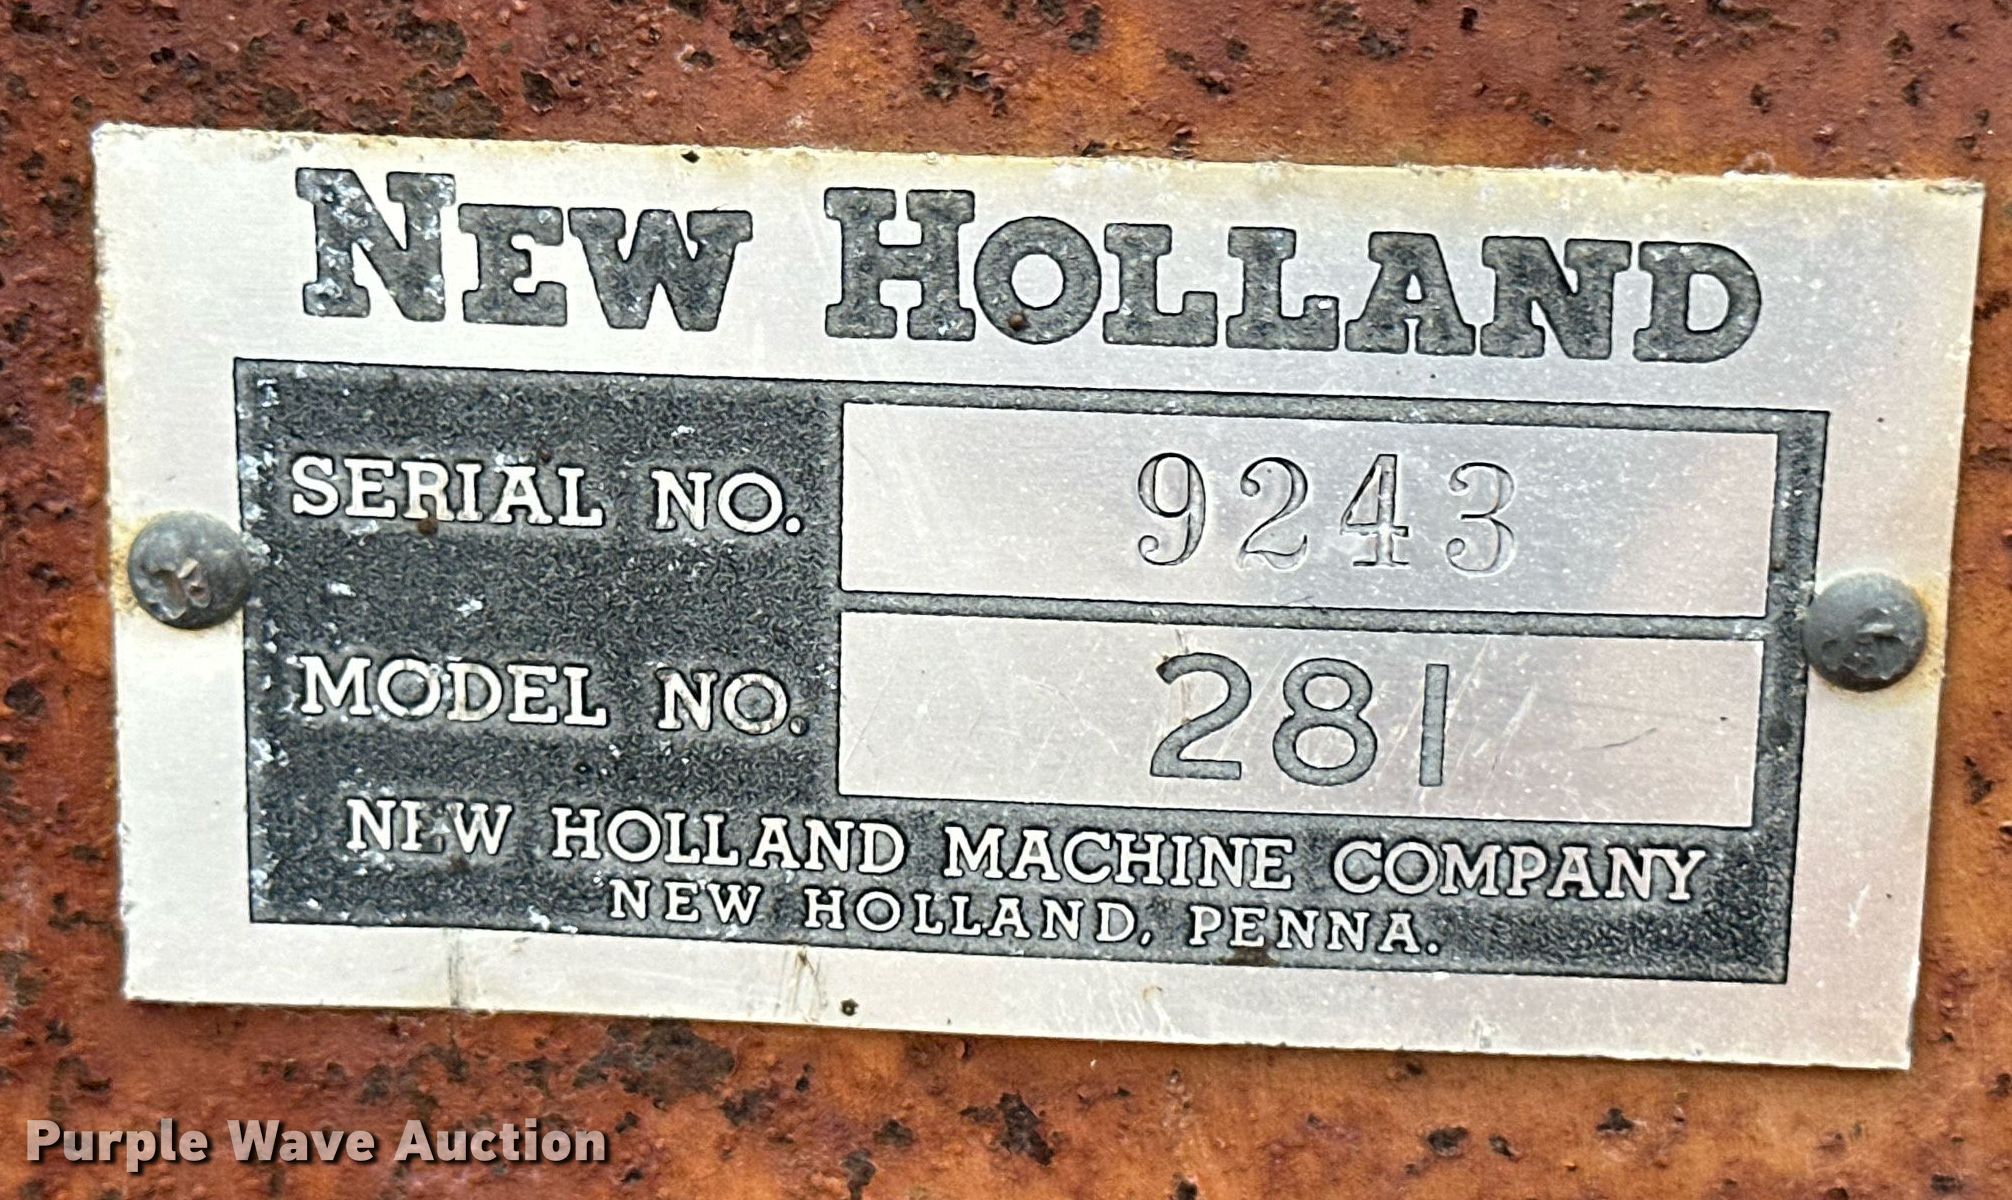 NEW HOLLAND
SERIAL NO. 9243
MODEL NO. 281
NEW HOLLAND MACHINE COMPANY
NEW HOLLAND, PENNA.
Purple Wave Auction